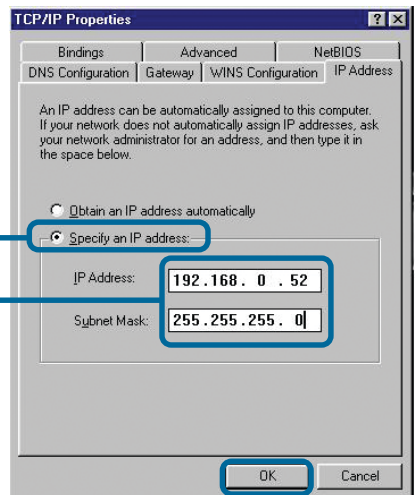 TCP/IP Properties
Bindings Advanced NetBIOS
DNS Configuration Gateway WINS Configuration IP Address
An IP address can be automatically assigned to this computer.
If your network does not automatically assign IP addresses, ask
your network administrator for an address, and then type it in
the space below.
Obtain an IP address automatically
Specify an IP address:
IP Address: 192.168. 0 .52
Subnet Mask: 255.255.255. 0
OK Cancel